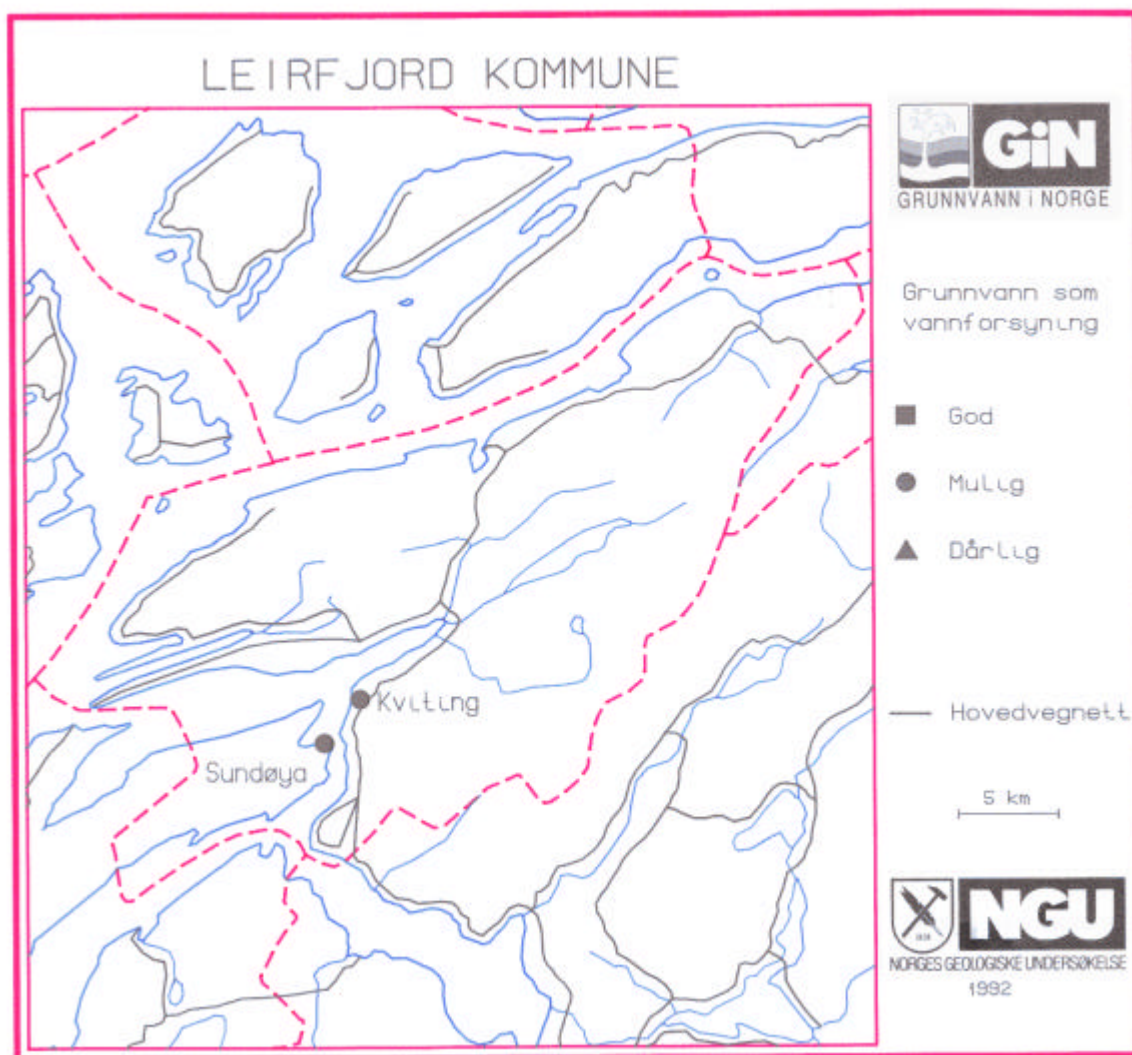 LEIRFJORD KOMMUNE
GiN
GRUNNVANN I NORGE
Grunnvann som
vannforsyning
God
Mulig
Dårlig
Kviting
Sundøya
Hovedvegnett
5 km
NGU
NORGES GEOLOGISKE UNDERSØKELSE
1992